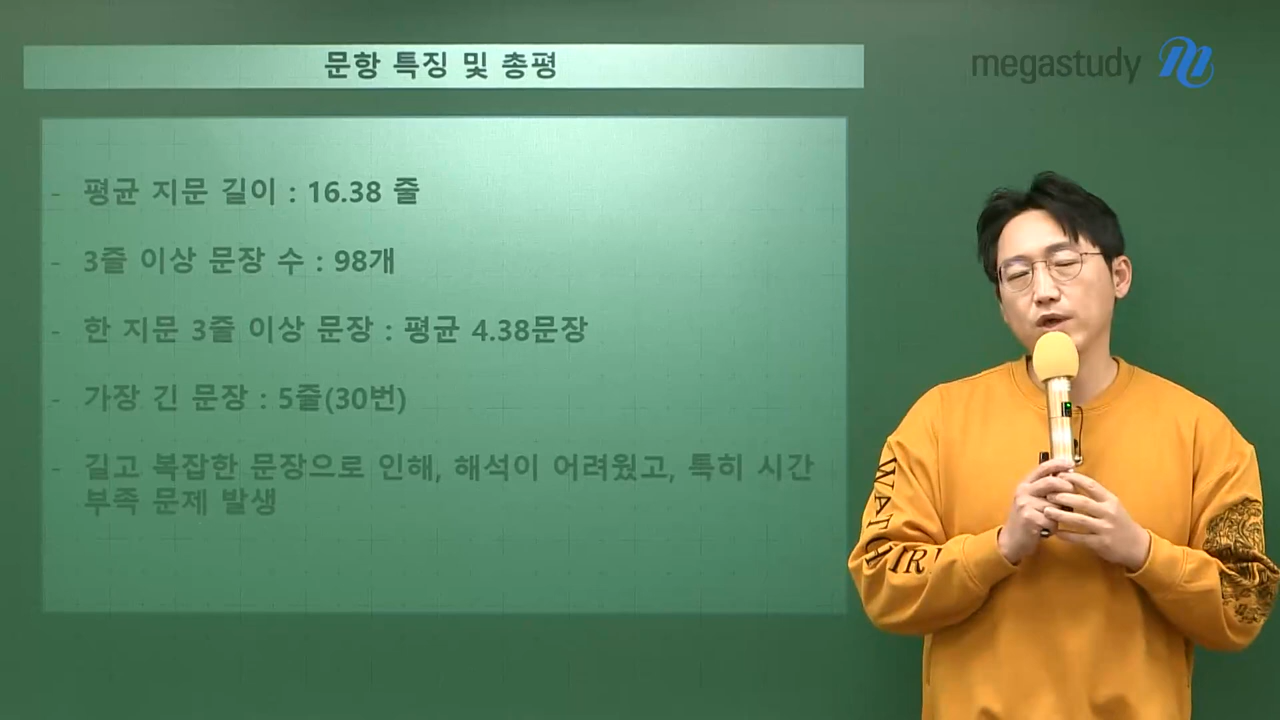 문항 특징 및 총평
megastudy
- 평균 지문 길이 : 16.38 줄
- 3줄 이상 문장 수 : 98개
- 한 지문 3줄 이상 문장 : 평균 4.38문장
- 가장 긴 문장 : 5줄(30번)
- 길고 복잡한 문장으로 인해, 해석이 어려웠고, 특히 시간
부족 문제 발생